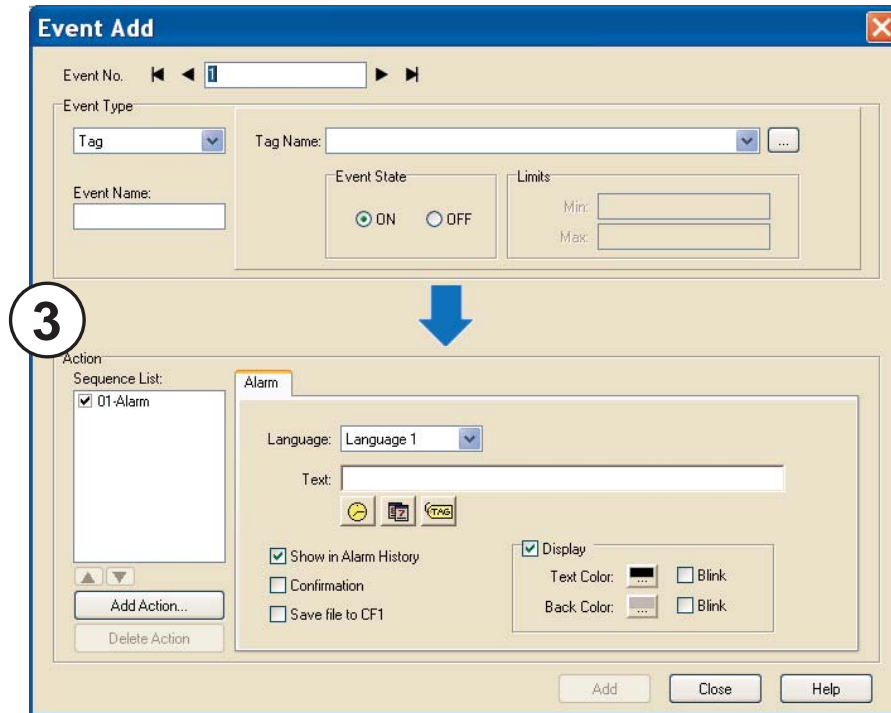 Event Add
Event No. 1
Event Type
Tag
Tag Name:
...
Event Name:
Event State
ON OFF
Limits
Min:
Max:
3
Action
Sequence List:
01-Alarm
Alarm
Language: Language 1
Text:
TAG
Show in Alarm History
Confirmation
Save file to CF1
Display
Text Color: ... Blink
Back Color: ... Blink
Add Action...
Delete Action
Add Close Help